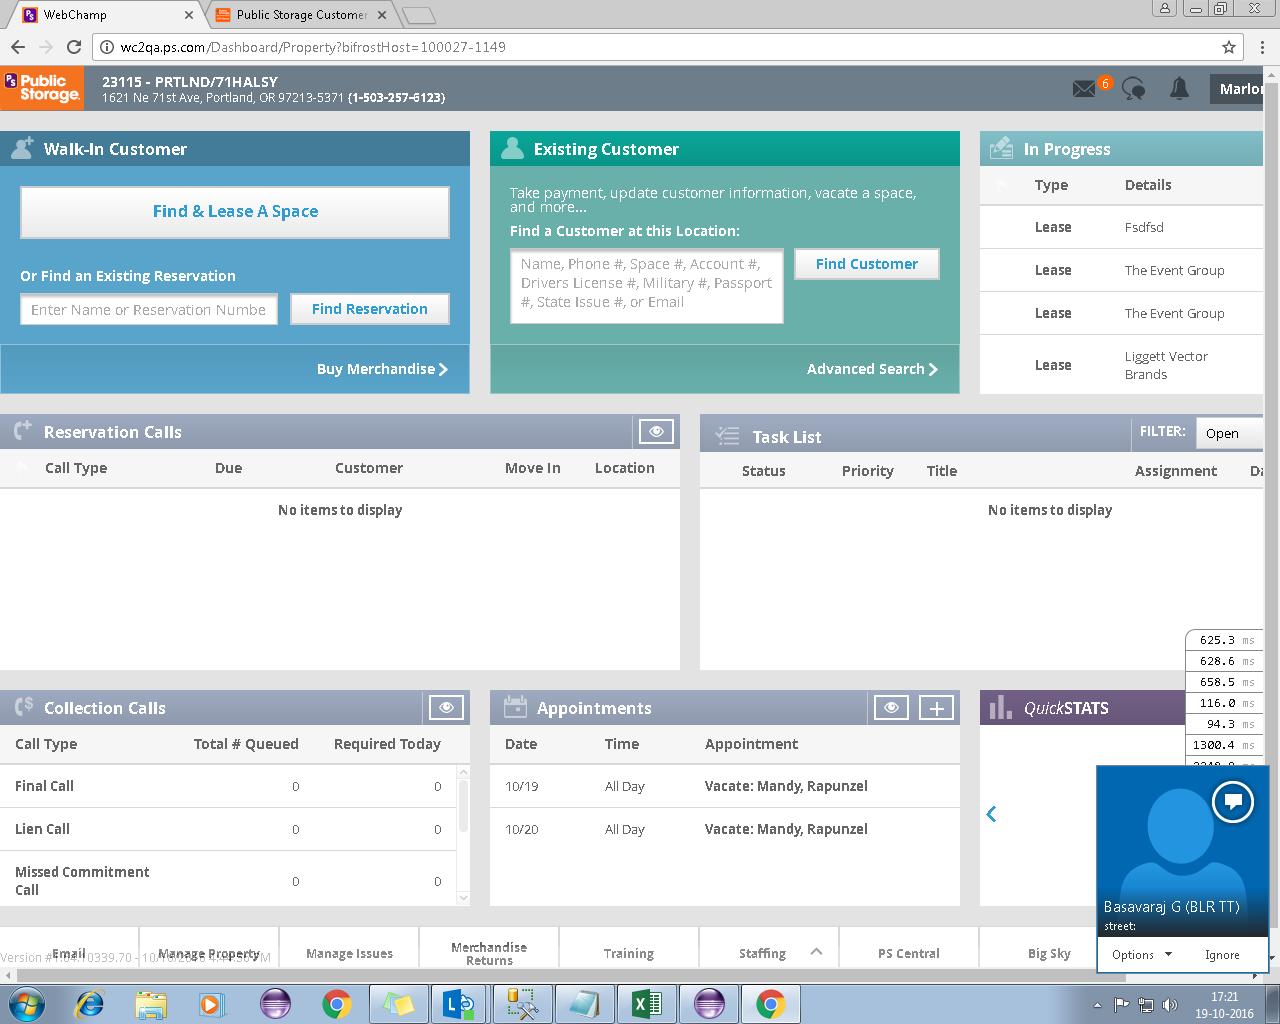 WebChamp
Public Storage Customer
wc2qa.ps.com/Dashboard/Property?bifrostHost=100027-1149
Ps Public Storage.
23115 - PRTLND/71HALSY
1621 Ne 71st Ave, Portland, OR 97213-5371 (1-503-257-6123)
6
Marlon
Walk-In Customer
Find & Lease A Space
Or Find an Existing Reservation
Enter Name or Reservation Numbe
Find Reservation
Buy Merchandise
Existing Customer
Take payment, update customer information, vacate a space,
and more...
Find a Customer at this Location:
Name, Phone #, Space #, Account #,
Drivers License #, Military #, Passport
#, State Issue #, or Email
Find Customer
Advanced Search
In Progress
Type Details
Lease Fsdfsd
Lease The Event Group
Lease The Event Group
Lease Liggett Vector
Brands
Reservation Calls
Call Type Due Customer Move In Location
No items to display
Task List
FILTER: Open
Status Priority Title Assignment Da
No items to display
625.3 ms
628.6 ms
658.5 ms
116.0 ms
94.3 ms
1300.4 ms
Collection Calls
Call Type Total # Queued Required Today
Final Call 0 0
Lien Call 0 0
Missed Commitment
Call 0 0
Appointments
Date Time Appointment
10/19 All Day Vacate: Mandy, Rapunzel
10/20 All Day Vacate: Mandy, Rapunzel
QuickSTATS
Basavaraj G (BLR TT)
street:
Options Ignore
Email
Manage Property
Manage Issues
Merchandise
Returns
Training
Staffing
PS Central
Big Sky
17:21
19-10-2016